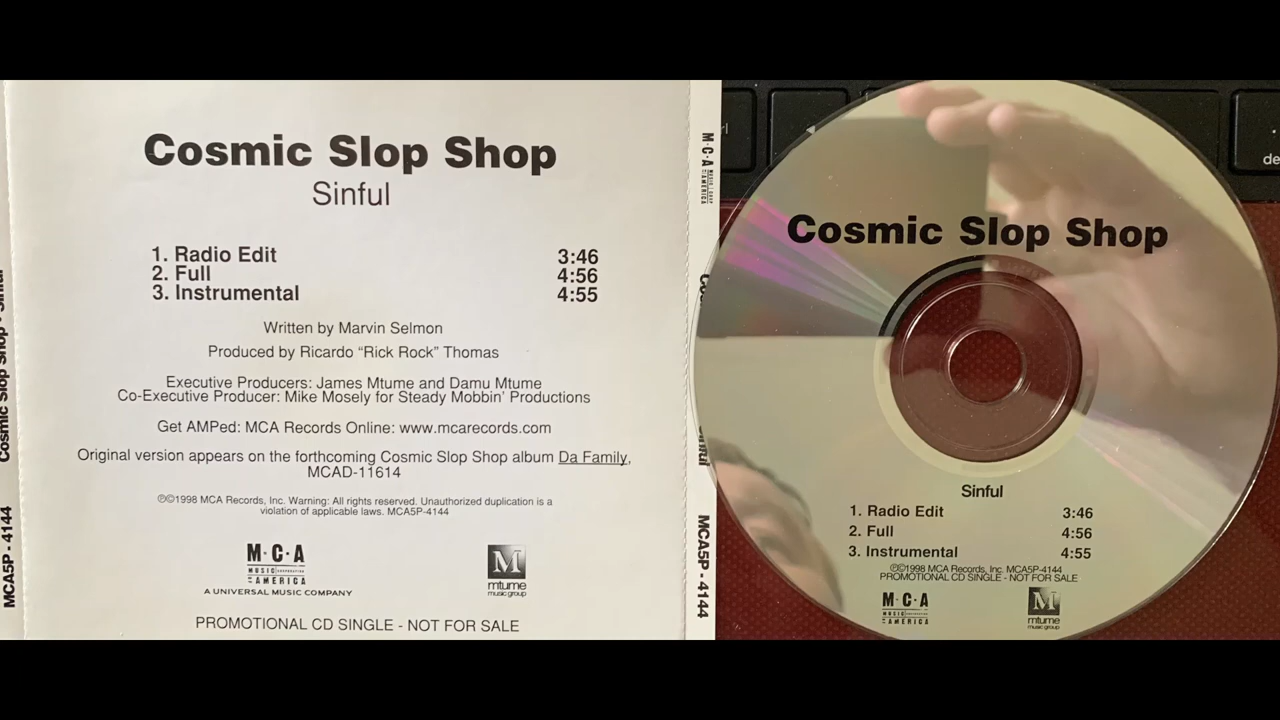 Cosmic Slop Shop
Sinful
1. Radio Edit 3:46
2. Full 4:56
3. Instrumental 4:55
Written by Marvin Selmon
Produced by Ricardo “Rick Rock” Thomas
Executive Producers: James Mtume and Damu Mtume
Co-Executive Producer: Mike Mosely for Steady Mobbin’ Productions
Get AMPed: MCA Records Online: www.mcarecords.com
Original version appears on the forthcoming Cosmic Slop Shop album Da Family,
MCAD-11614
℗©1998 MCA Records, Inc. Warning: All rights reserved. Unauthorized duplication is a
violation of applicable laws. MCA5P-4144
M·C·A
MUSIC CORPORATION
OF AMERICA
A UNIVERSAL MUSIC COMPANY
M
mtume
music group
PROMOTIONAL CD SINGLE - NOT FOR SALE
Cosmic Slop Shop - Sinful
MCA5P - 4144
M·C·A
MCA5P - 4144
Cosmic Slop Shop
Sinful
1. Radio Edit 3:46
2. Full 4:56
3. Instrumental 4:55
℗©1998 MCA Records, Inc. MCA5P-4144
PROMOTIONAL CD SINGLE - NOT FOR SALE
M·C·A
MUSIC CORPORATION
OF AMERICA
M
mtume
music group